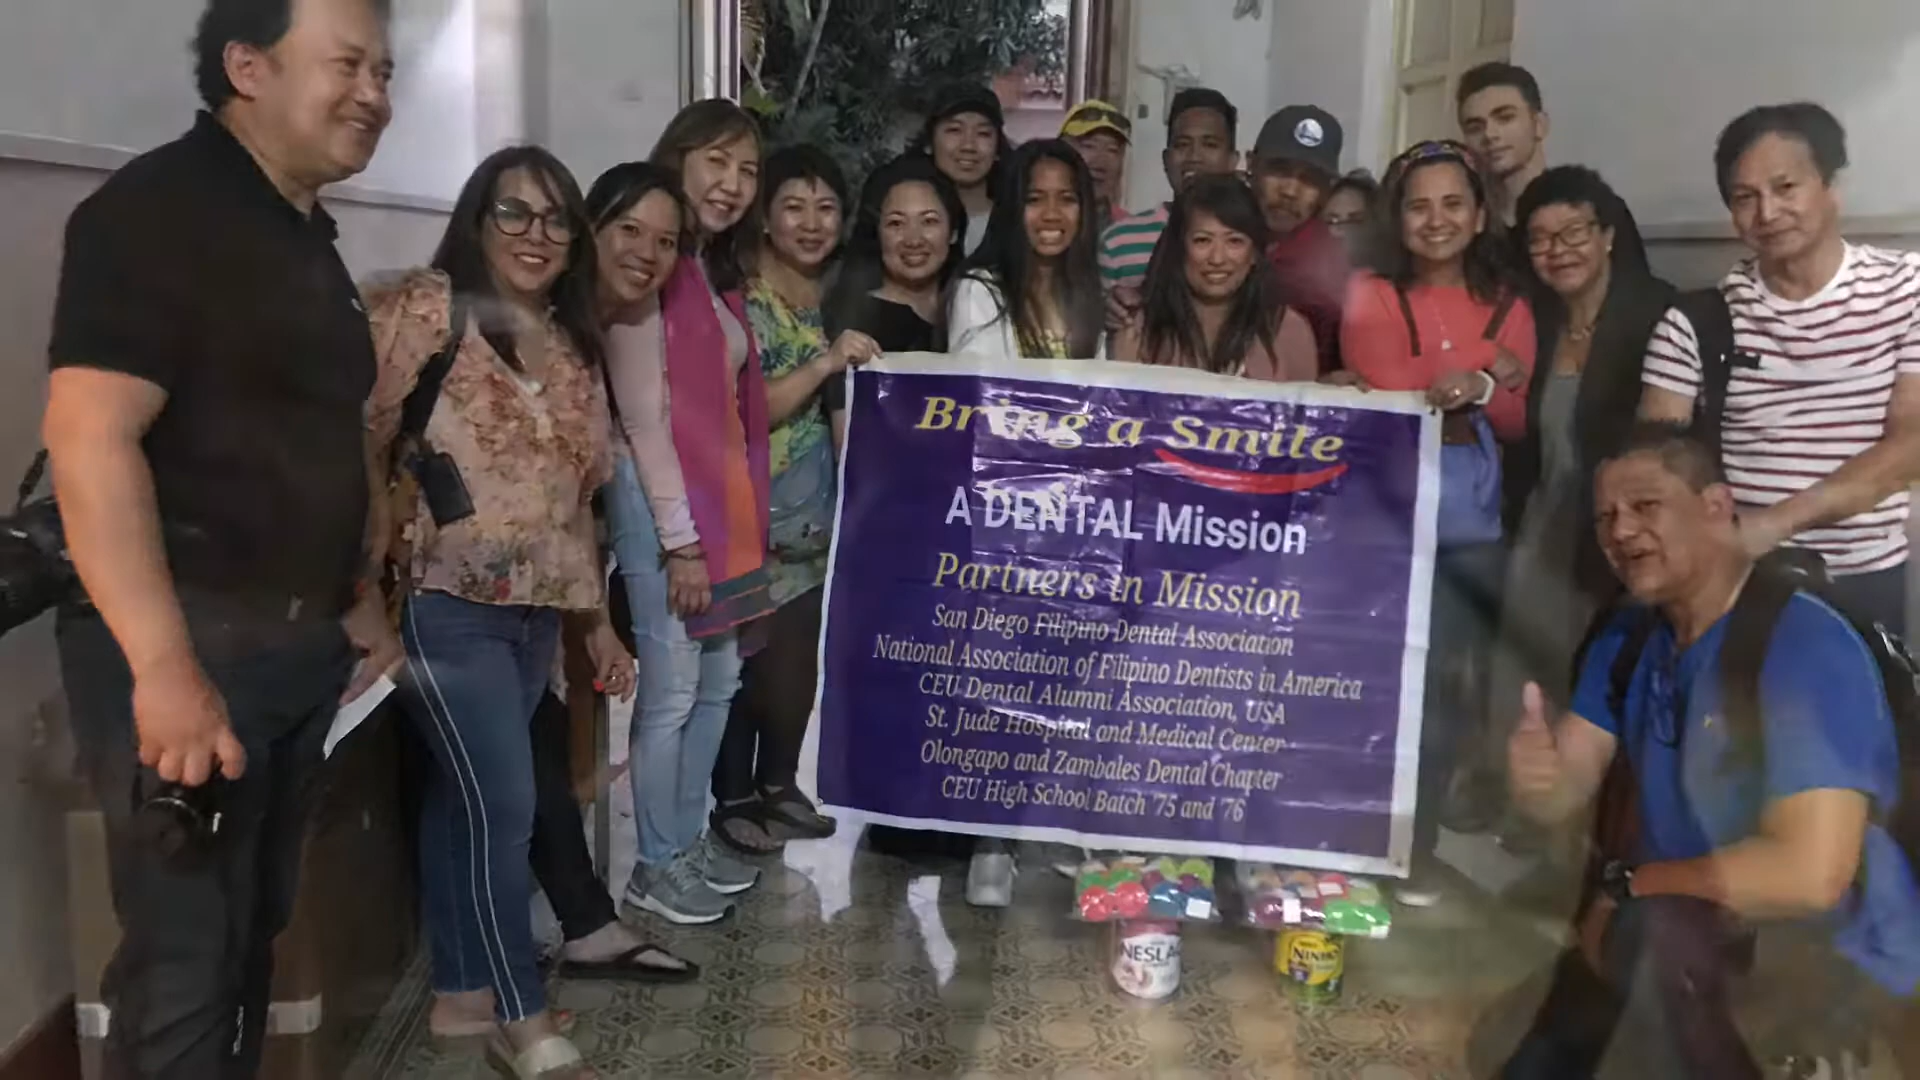 Bring a Smile
A DENTAL Mission
Partners in Mission
San Diego Filipino Dental Association
National Association of Filipino Dentists in America
CEU Dental Alumni Association, USA
St. Jude Hospital and Medical Center
Olongapo and Zambales Dental Chapter
CEU High School Batch '75 and '76
NESLA
NINHO